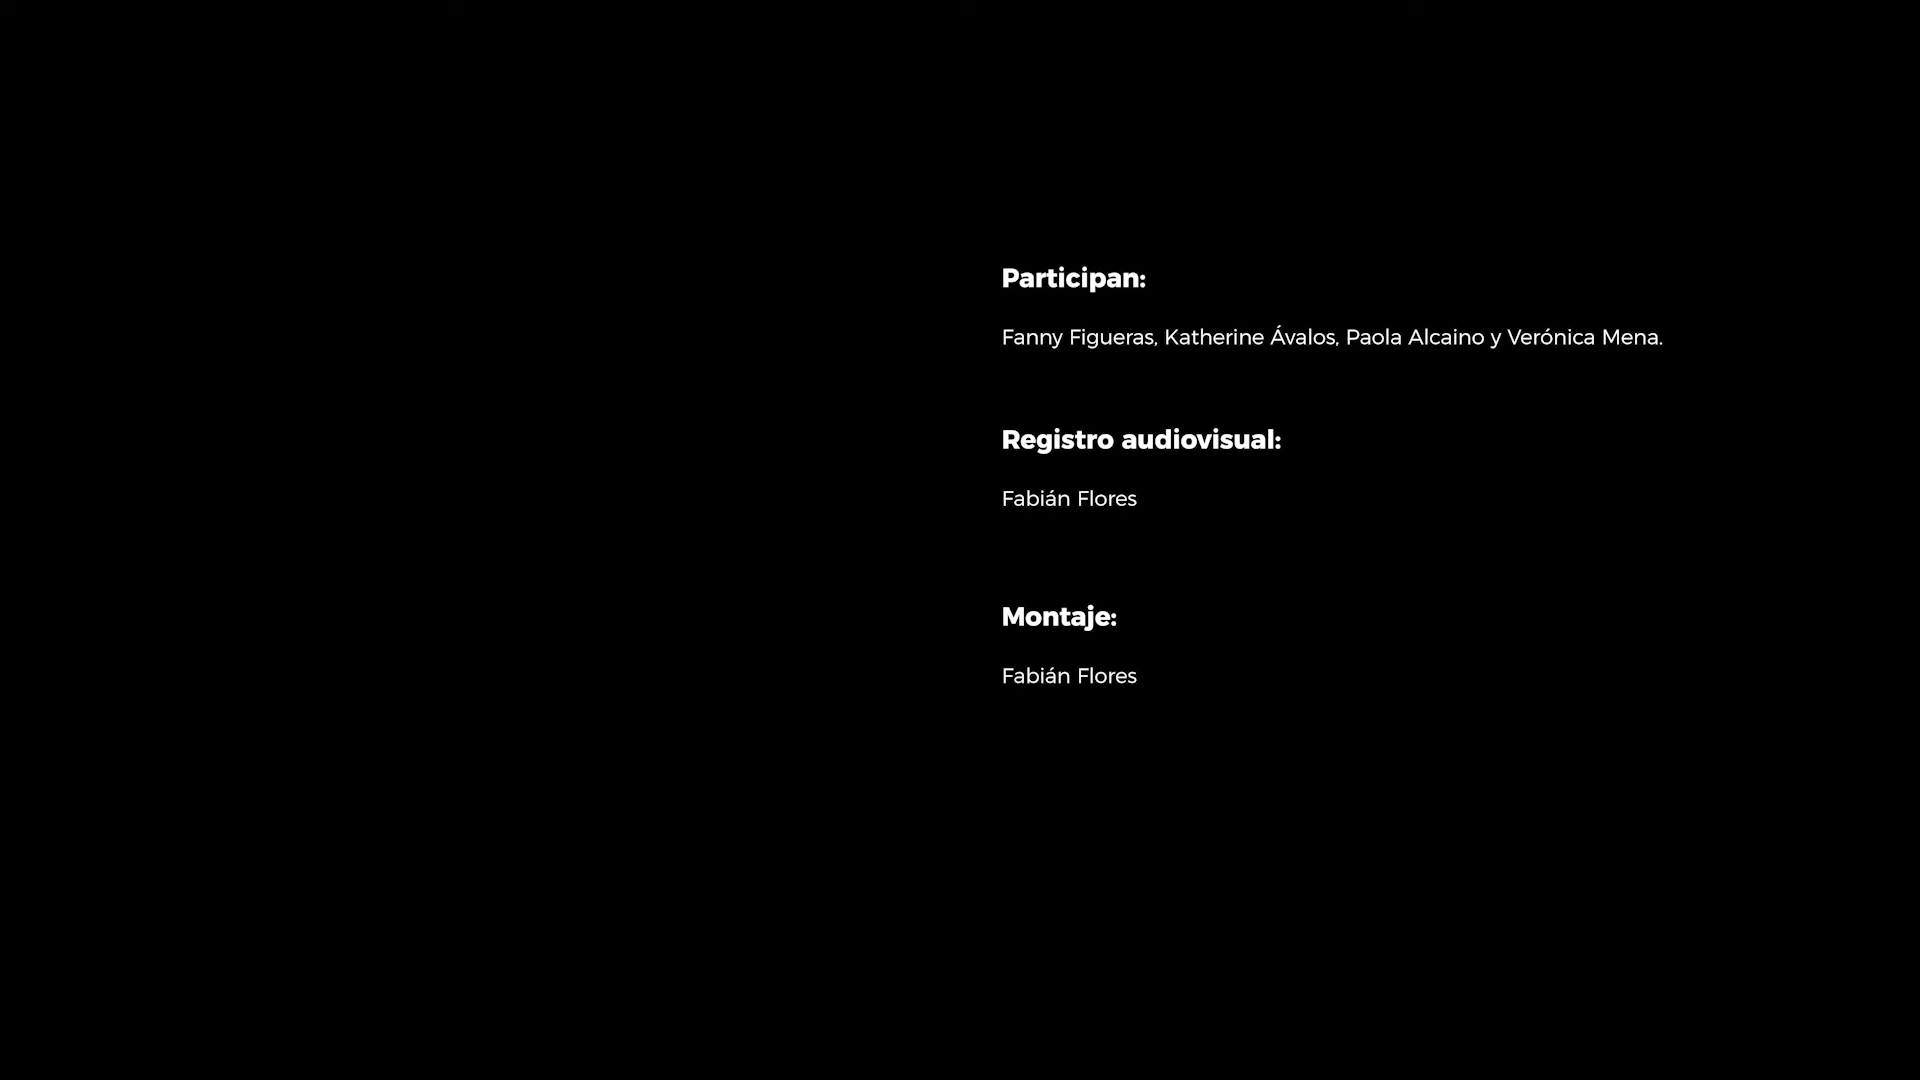 Participan:
Fanny Figueras, Katherine Ávalos, Paola Alcaino y Verónica Mena.
Registro audiovisual:
Fabián Flores
Montaje:
Fabián Flores